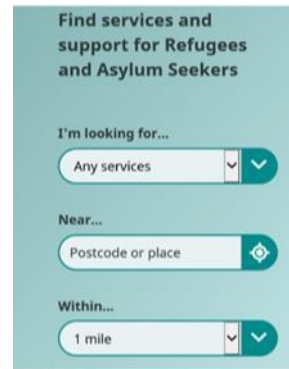 Find services and
support for Refugees
and Asylum Seekers
I'm looking for...
Any services
Near...
Postcode or place
Within...
1 mile